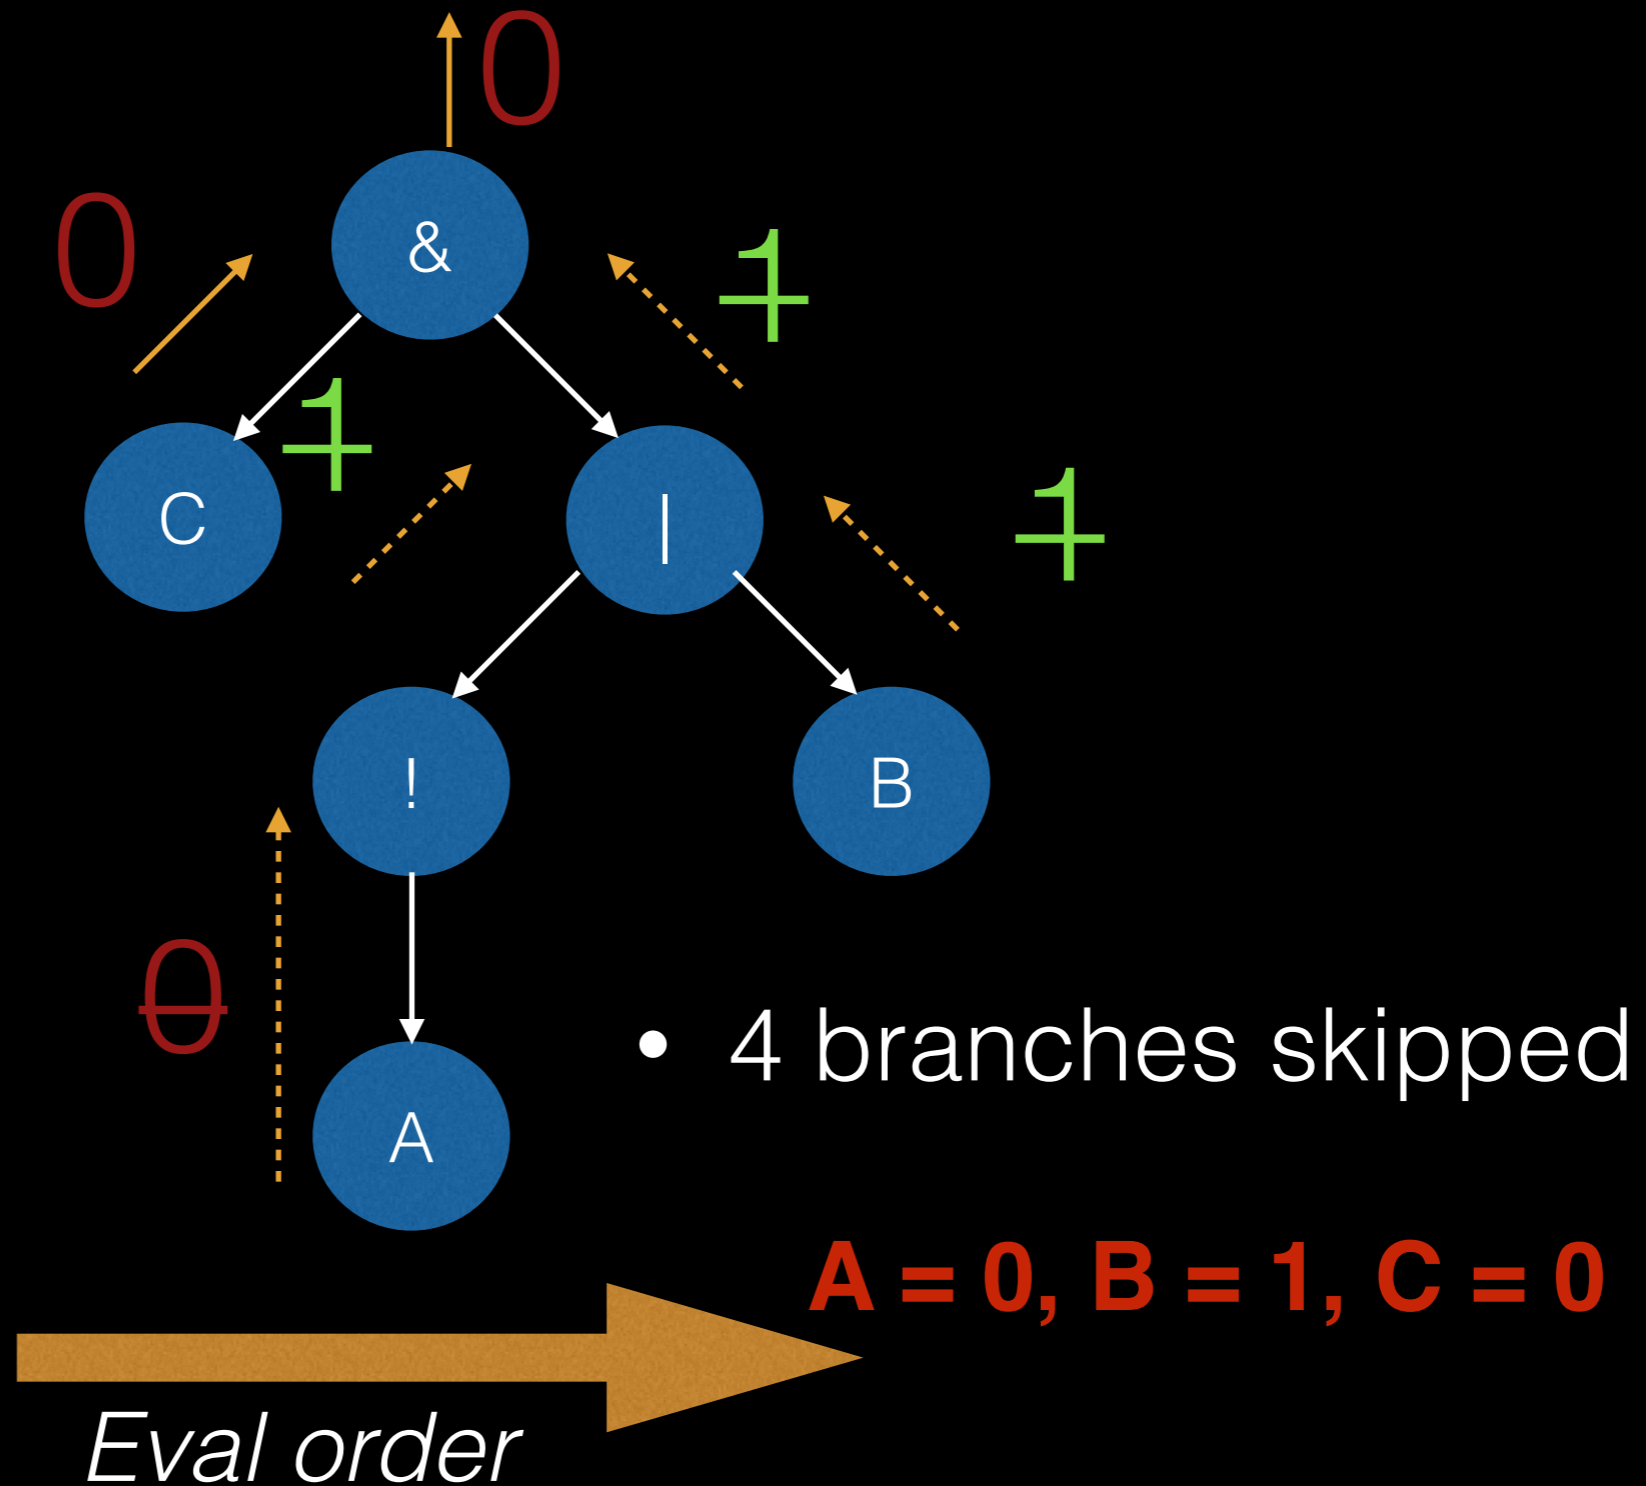 0
0
&
1
1
C
|
1
!
B
0
• 4 branches skipped
A
A = 0, B = 1, C = 0
Eval order